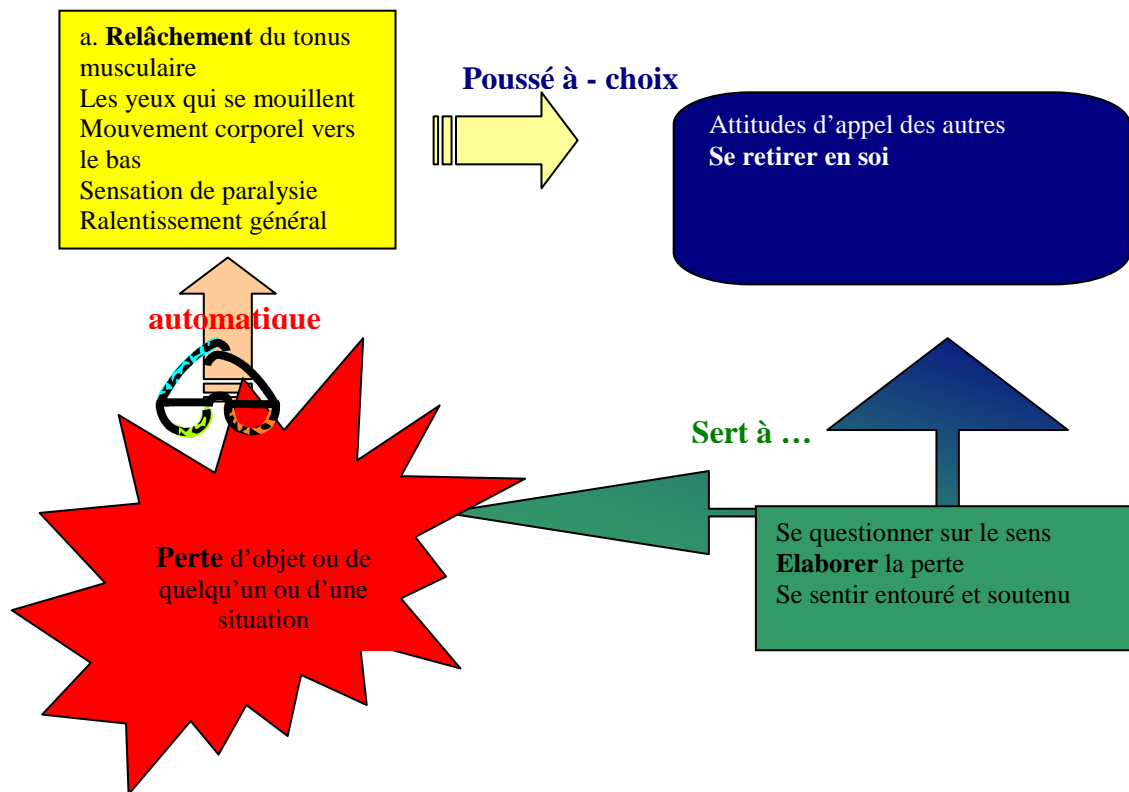 a. Relâchement du tonus
musculaire
Les yeux qui se mouillent
Mouvement corporel vers
le bas
Sensation de paralysie
Ralentissement général
Poussé à - choix
Attitudes d’appel des autres
Se retirer en soi
automatique
Sert à …
Perte d’objet ou de
quelqu’un ou d’une
situation
Se questionner sur le sens
Elaborer la perte
Se sentir entouré et soutenu